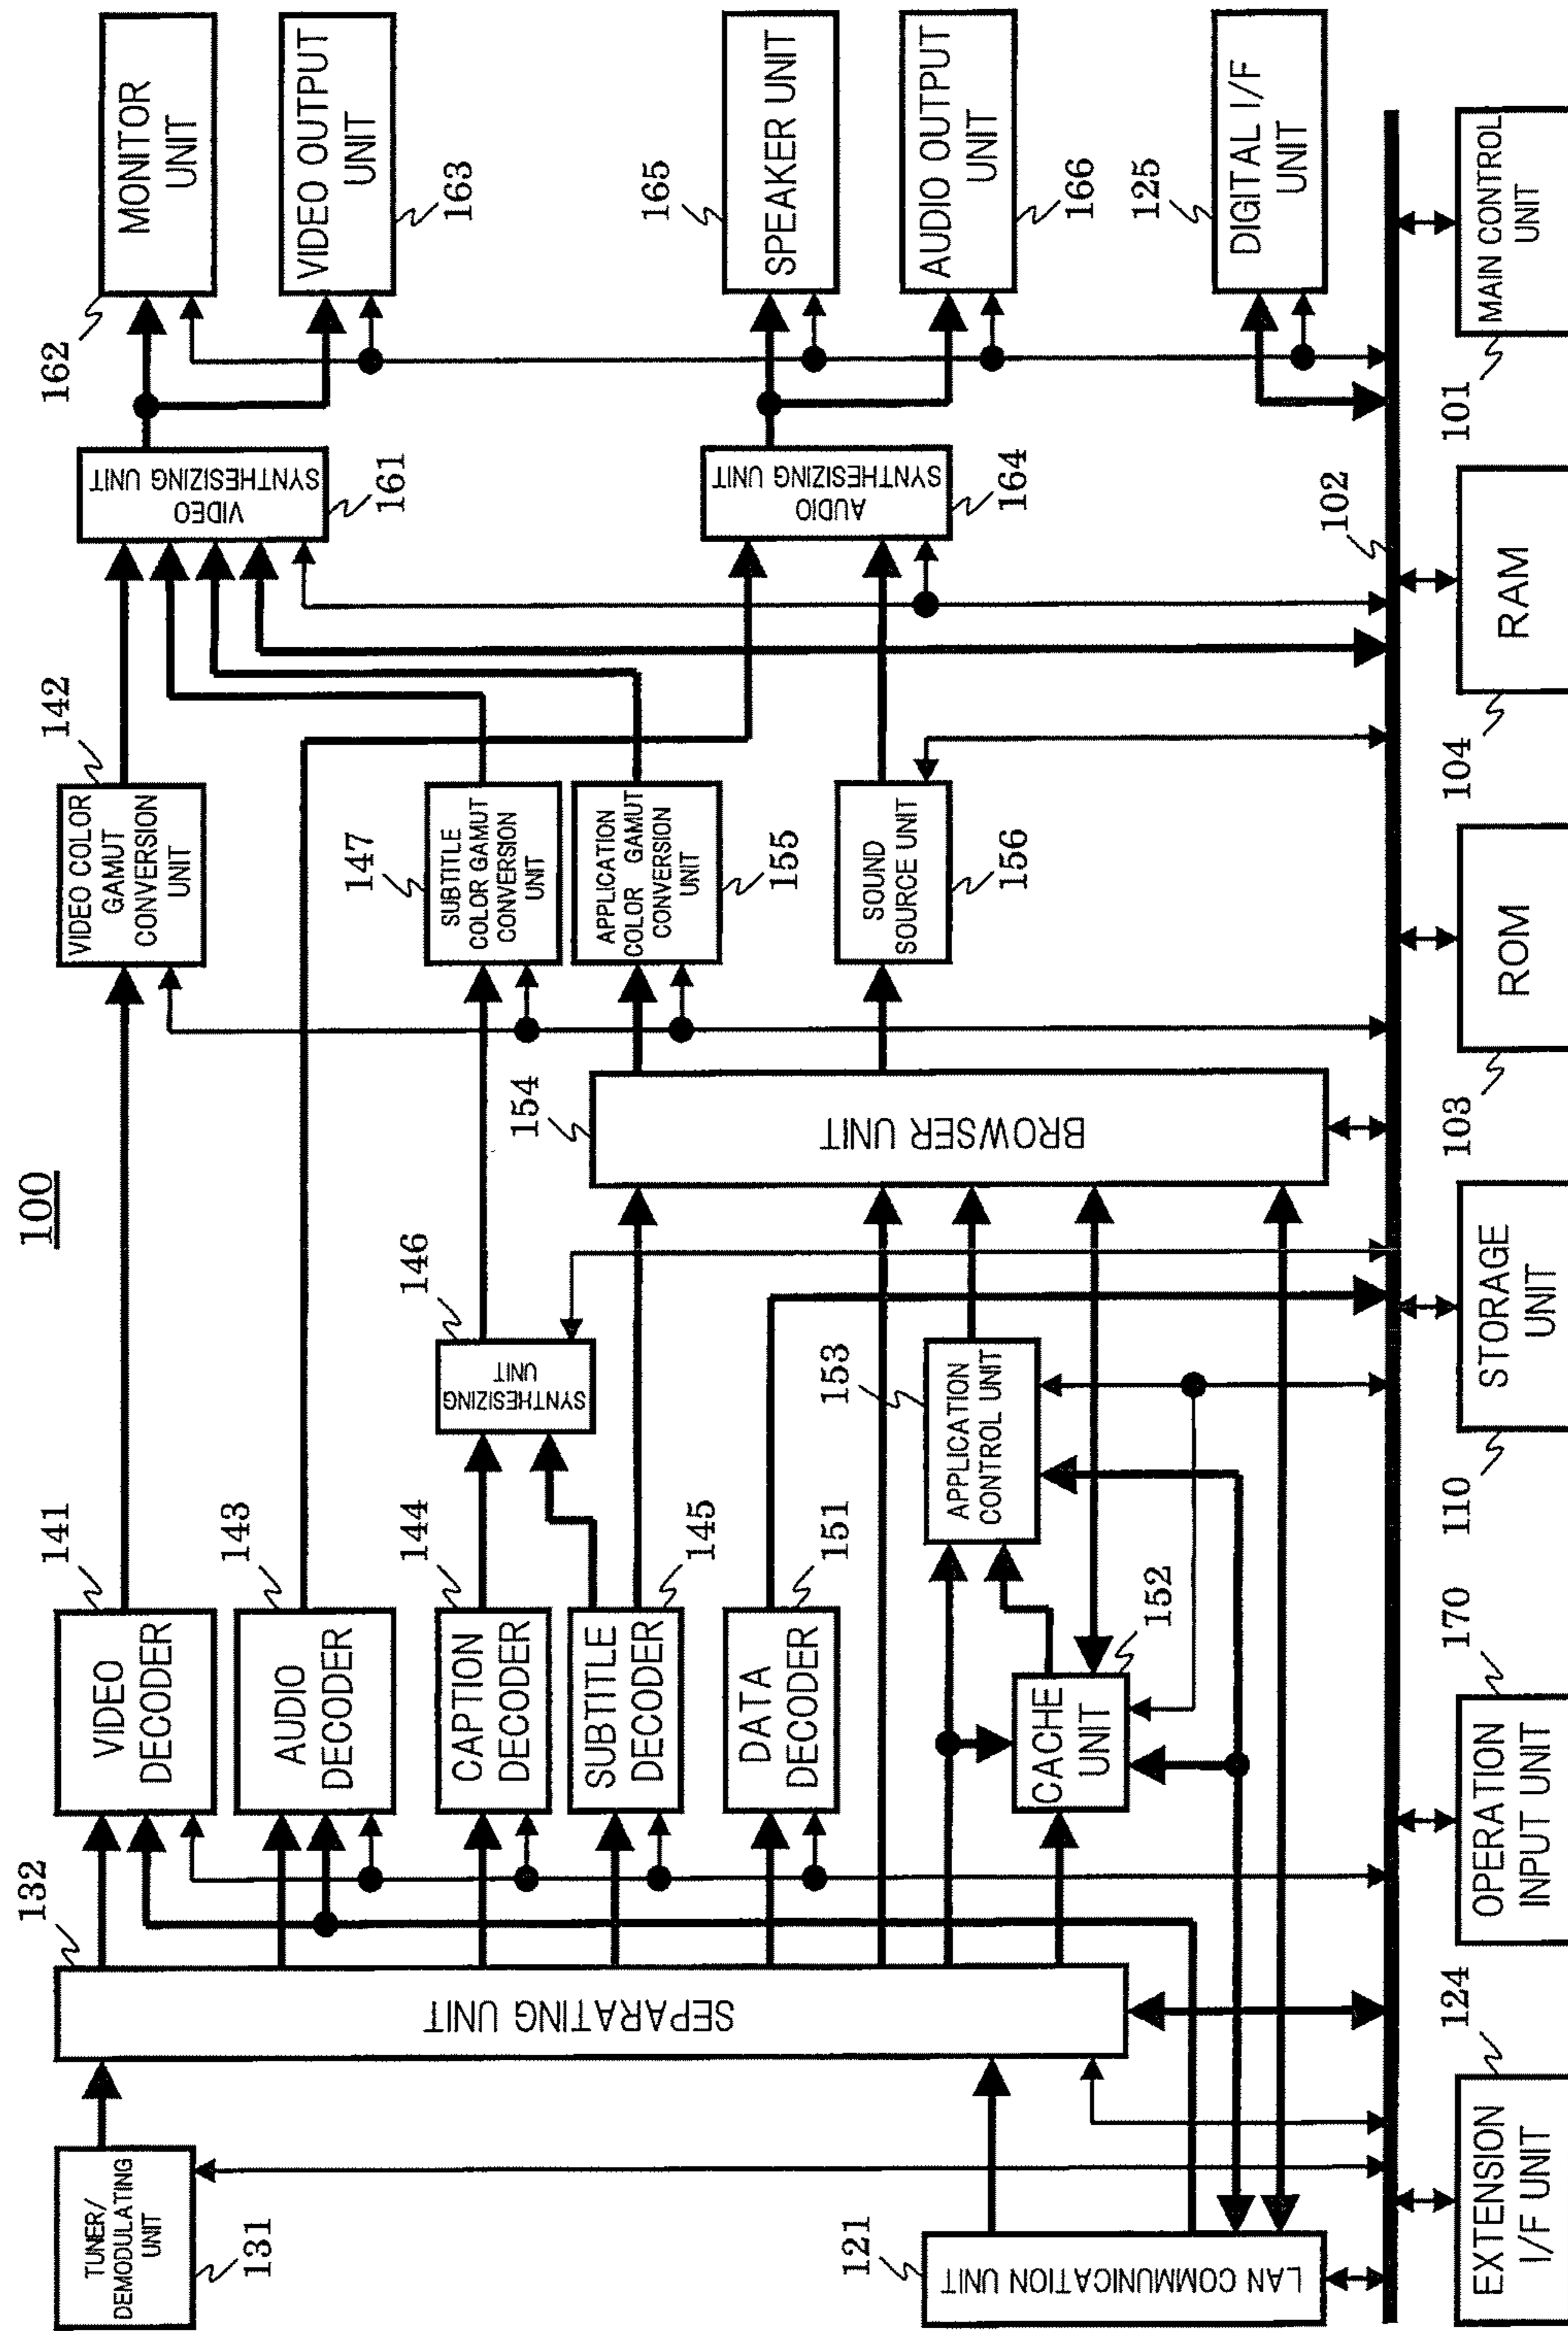 100
TUNER/
DEMODULATING
UNIT
131
LAN COMMUNICATION UNIT
121
SEPARATING UNIT
132
VIDEO
DECODER
141
AUDIO
DECODER
143
CAPTION
DECODER
144
SUBTITLE
DECODER
145
DATA
DECODER
151
CACHE
UNIT
152
APPLICATION
CONTROL UNIT
153
SYNTHESIZING
UNIT
146
BROWSER UNIT
154
VIDEO COLOR
GAMUT
CONVERSION
UNIT
142
SUBTITLE
COLOR GAMUT
CONVERSION
UNIT
147
APPLICATION
COLOR GAMUT
CONVERSION
UNIT
155
SOUND
SOURCE UNIT
156
VIDEO
SYNTHESIZING UNIT
161
AUDIO
SYNTHESIZING UNIT
164
MONITOR
UNIT
162
VIDEO OUTPUT
UNIT
163
SPEAKER UNIT
165
AUDIO OUTPUT
UNIT
166
DIGITAL I/F
UNIT
125
102
EXTENSION
I/F UNIT
124
OPERATION
INPUT UNIT
170
STORAGE
UNIT
110
ROM
103
RAM
104
MAIN CONTROL
UNIT
101